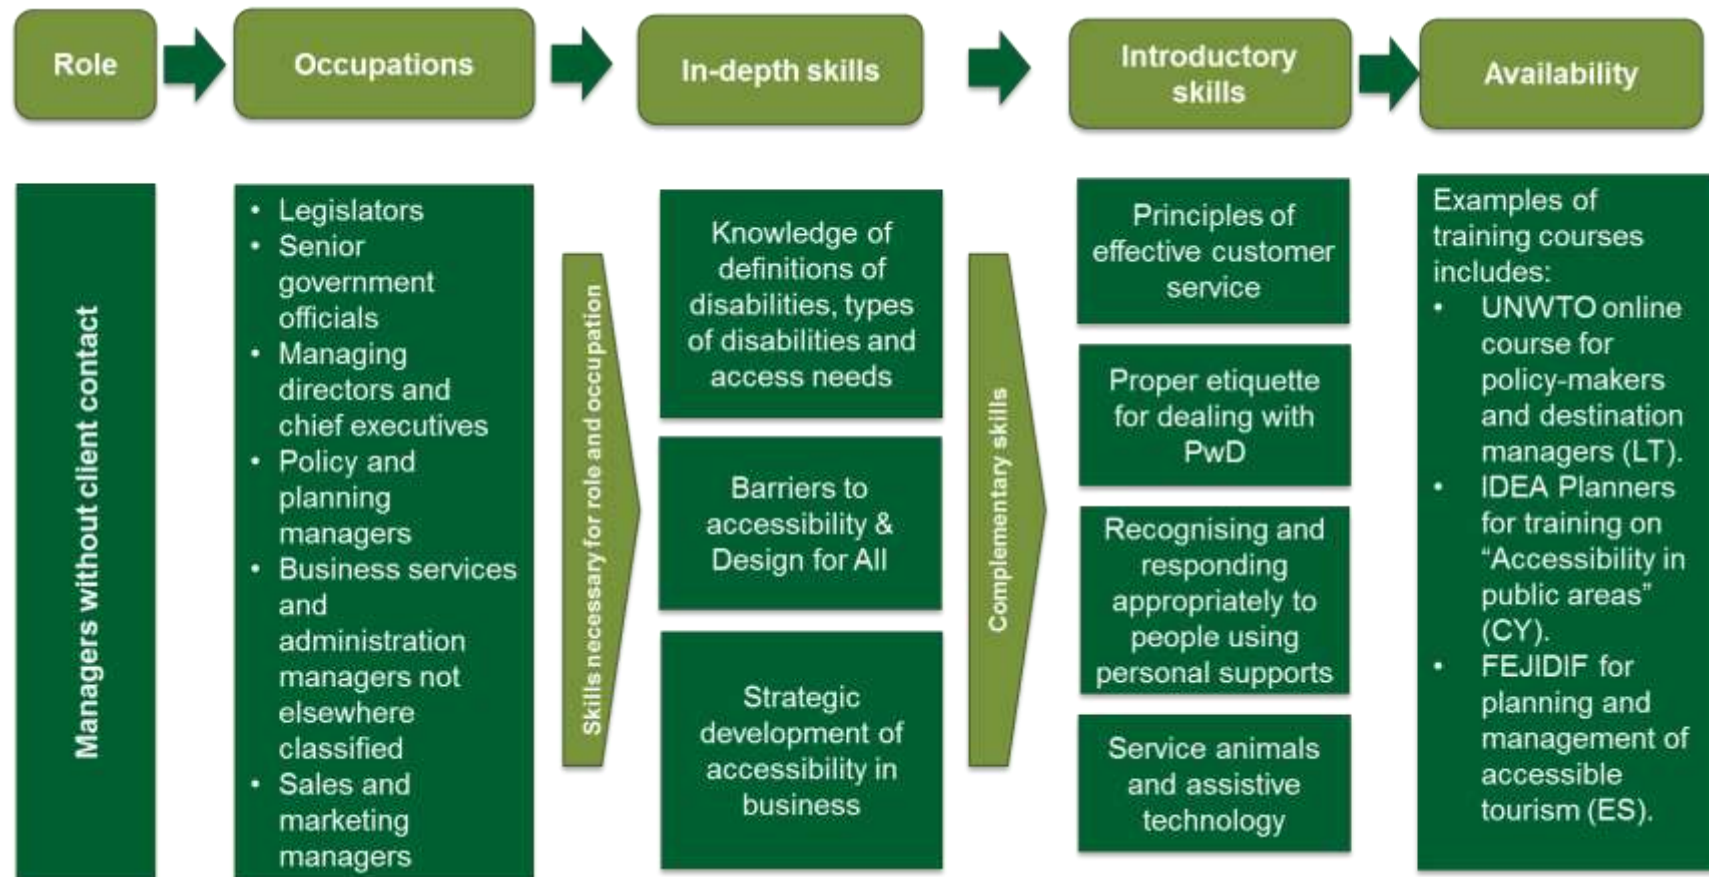 Role
Occupations
In-depth skills
Introductory
skills
Availability
Managers without client contact
• Legislators
• Senior
government
officials
• Managing
directors and
chief executives
• Policy and
planning
managers
• Business services
and
administration
managers not
elsewhere
classified
• Sales and
marketing
managers
Skills necessary for role and occupation
Knowledge of
definitions of
disabilities, types
of disabilities and
access needs
Barriers to
accessibility &
Design for All
Strategic
development of
accessibility in
business
Complementary skills
Principles of
effective customer
service
Proper etiquette
for dealing with
PwD
Recognising and
responding
appropriately to
people using
personal supports
Service animals
and assistive
technology
Examples of
training courses
includes:
• UNWTO online
course for
policy-makers
and destination
managers (LT).
• IDEA Planners
for training on
“Accessibility in
public areas”
(CY).
• FEJIDIF for
planning and
management of
accessible
tourism (ES).